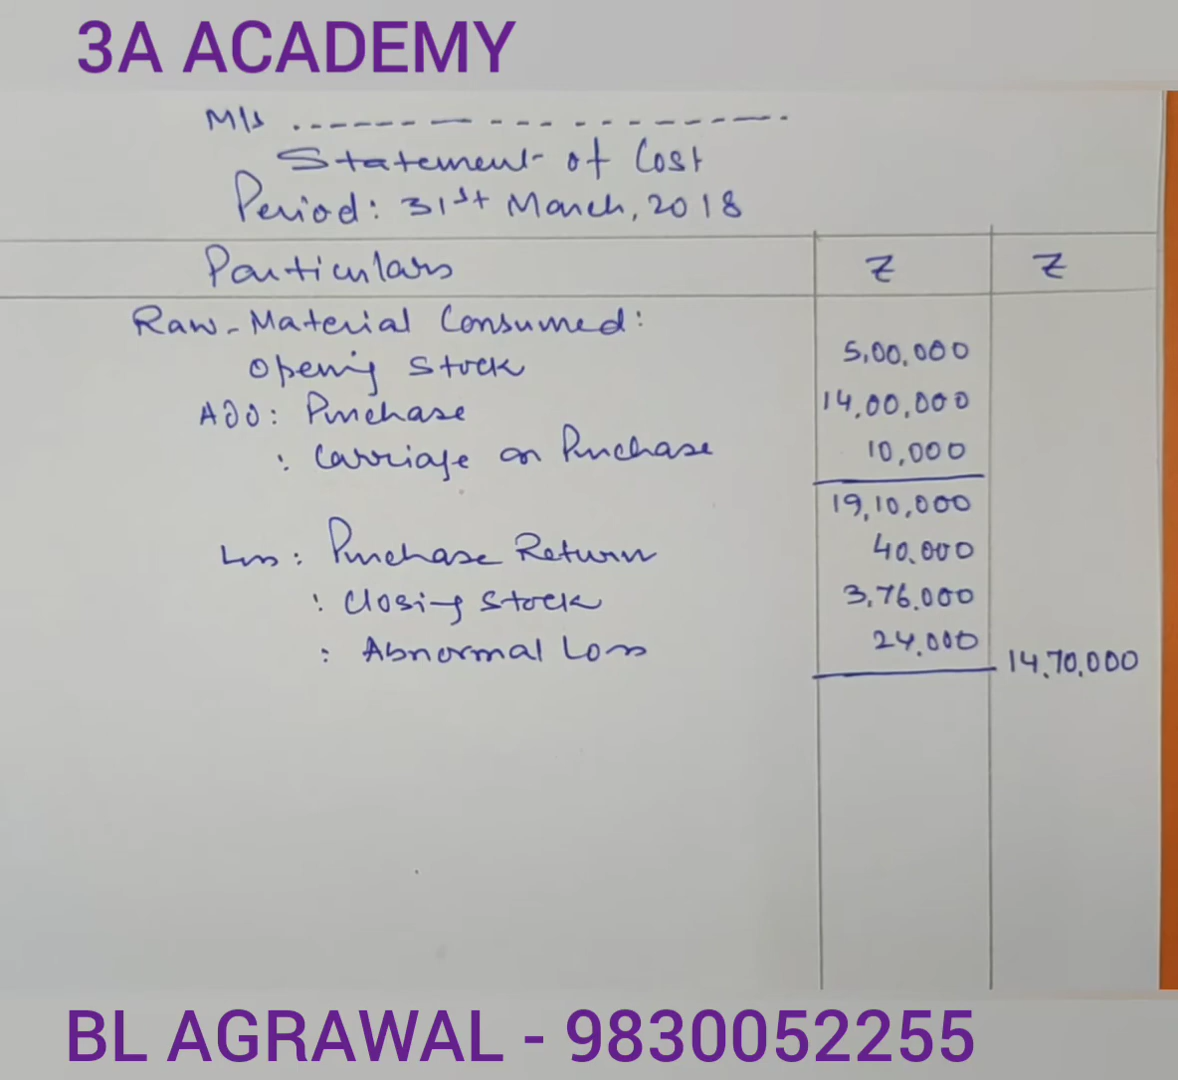 3A ACADEMY
M/s ..............................
Statement of Cost
Period: 31st March, 2018
Particulars ₹ ₹
Raw-Material Consumed:
Opening Stock 5,00,000
Add: Purchase 14,00,000
: Carriage on Purchase 10,000
19,10,000
Less: Purchase Return 40,000
: Closing Stock 3,76,000
: Abnormal Loss 24,000 14,70,000
BL AGRAWAL - 9830052255